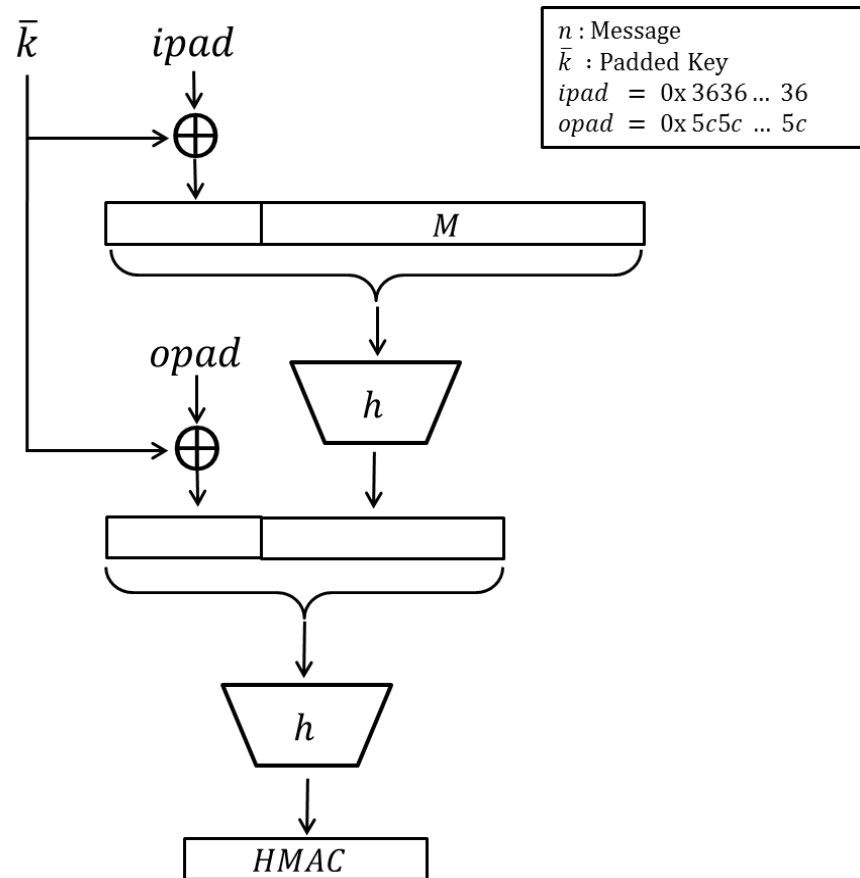 k̄
ipad
n : Message
k̄ : Padded Key
ipad = 0x 3636 … 36
opad = 0x 5c5c … 5c
M
opad
h
h
HMAC